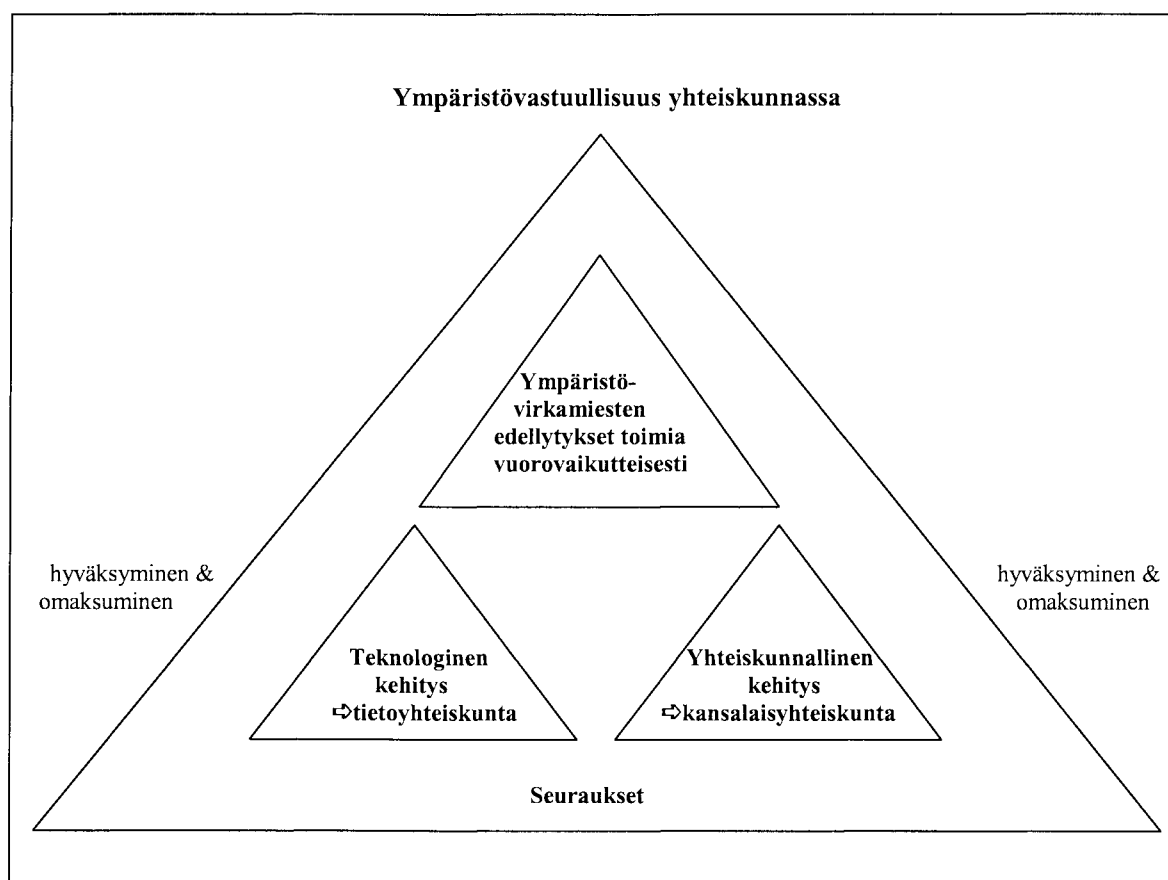 Ympäristövastuullisuus yhteiskunnassa
Ympäristö-
virkamiesten
edellytykset toimia
vuorovaikutteisesti
hyväksyminen &
omaksuminen
hyväksyminen &
omaksuminen
Teknologinen
kehitys
➪tietoyhteiskunta
Yhteiskunnallinen
kehitys
➪kansalaisyhteiskunta
Seuraukset